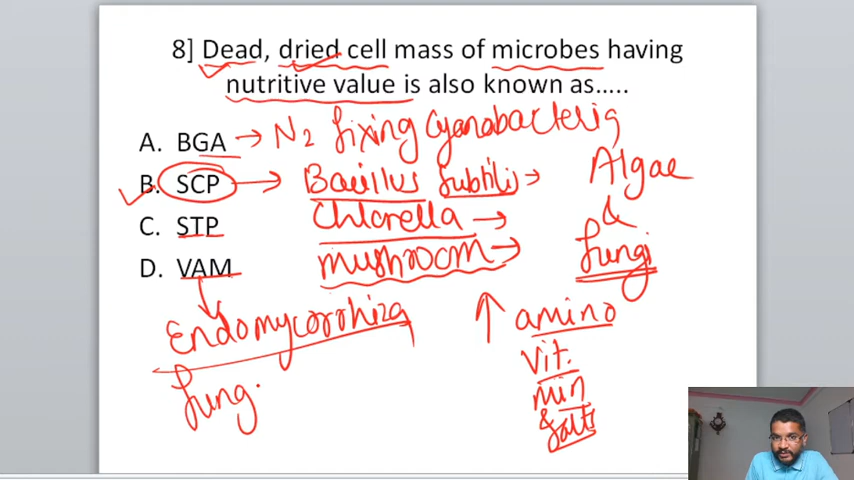 8] Dead, dried cell mass of microbes having
nutritive value is also known as.....
A. BGA → N2 fixing Cyanobacteria
B. SCP → Bacillus subtilis →
Algae
C. STP
Chlorella →
&
fungi
D. VAM
mushroom →
Endomycorrhiza
fung.
↑ amino
vit.
min
& salts